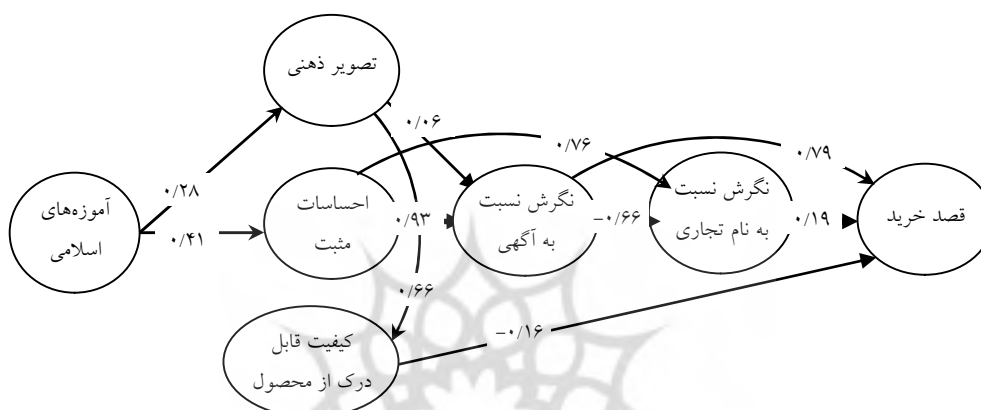 تصویر ذهنی
۰/۲۸
۰/۰۶
۰/۷۶
۰/۷۹
آموزه‌های
اسلامی
۰/۴۱
احساسات
مثبت
۰/۹۳
نگرش نسبت
به آگهی
-۰/۶۶
نگرش نسبت
به نام تجاری
۰/۱۹
قصد خرید
۰/۶۶
کیفیت قابل
درک از محصول
-۰/۱۶